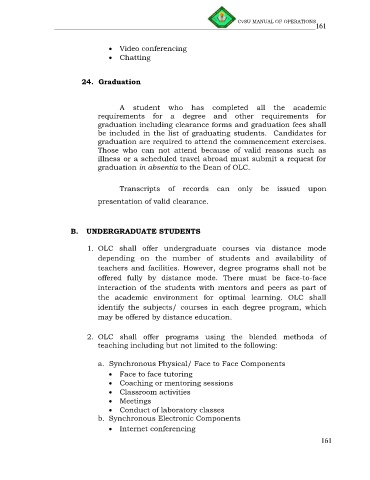 CvSU MANUAL OF OPERATIONS
161
• Video conferencing
• Chatting
24. Graduation
A student who has completed all the academic
requirements for a degree and other requirements for
graduation including clearance forms and graduation fees shall
be included in the list of graduating students. Candidates for
graduation are required to attend the commencement exercises.
Those who can not attend because of valid reasons such as
illness or a scheduled travel abroad must submit a request for
graduation in absentia to the Dean of OLC.
Transcripts of records can only be issued upon
presentation of valid clearance.
B. UNDERGRADUATE STUDENTS
1. OLC shall offer undergraduate courses via distance mode
depending on the number of students and availability of
teachers and facilities. However, degree programs shall not be
offered fully by distance mode. There must be face-to-face
interaction of the students with mentors and peers as part of
the academic environment for optimal learning. OLC shall
identify the subjects/ courses in each degree program, which
may be offered by distance education.
2. OLC shall offer programs using the blended methods of
teaching including but not limited to the following:
a. Synchronous Physical/ Face to Face Components
• Face to face tutoring
• Coaching or mentoring sessions
• Classroom activities
• Meetings
• Conduct of laboratory classes
b. Synchronous Electronic Components
• Internet conferencing
161